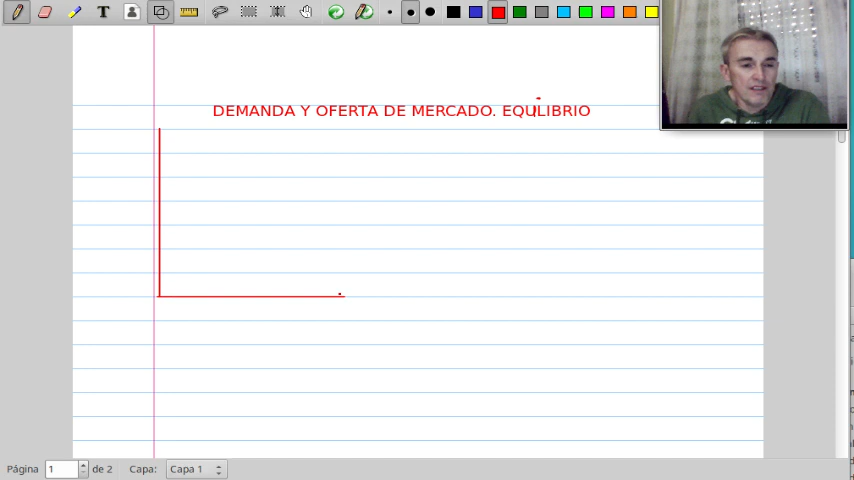 T
DEMANDA Y OFERTA DE MERCADO. EQUILIBRIO
Página 1 de 2 Capa: Capa 1